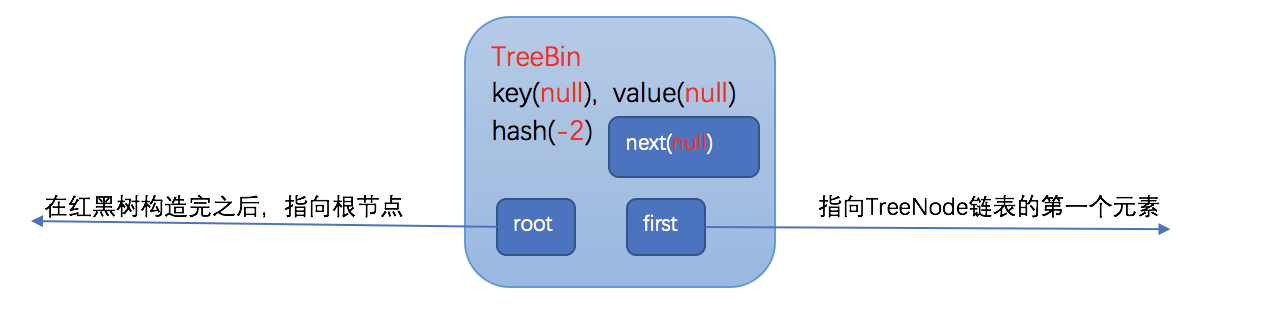 TreeBin
key(null)，value(null)
hash(-2)
next(null)
在红黑树构造完之后，指向根节点
root
first
指向TreeNode链表的第一个元素